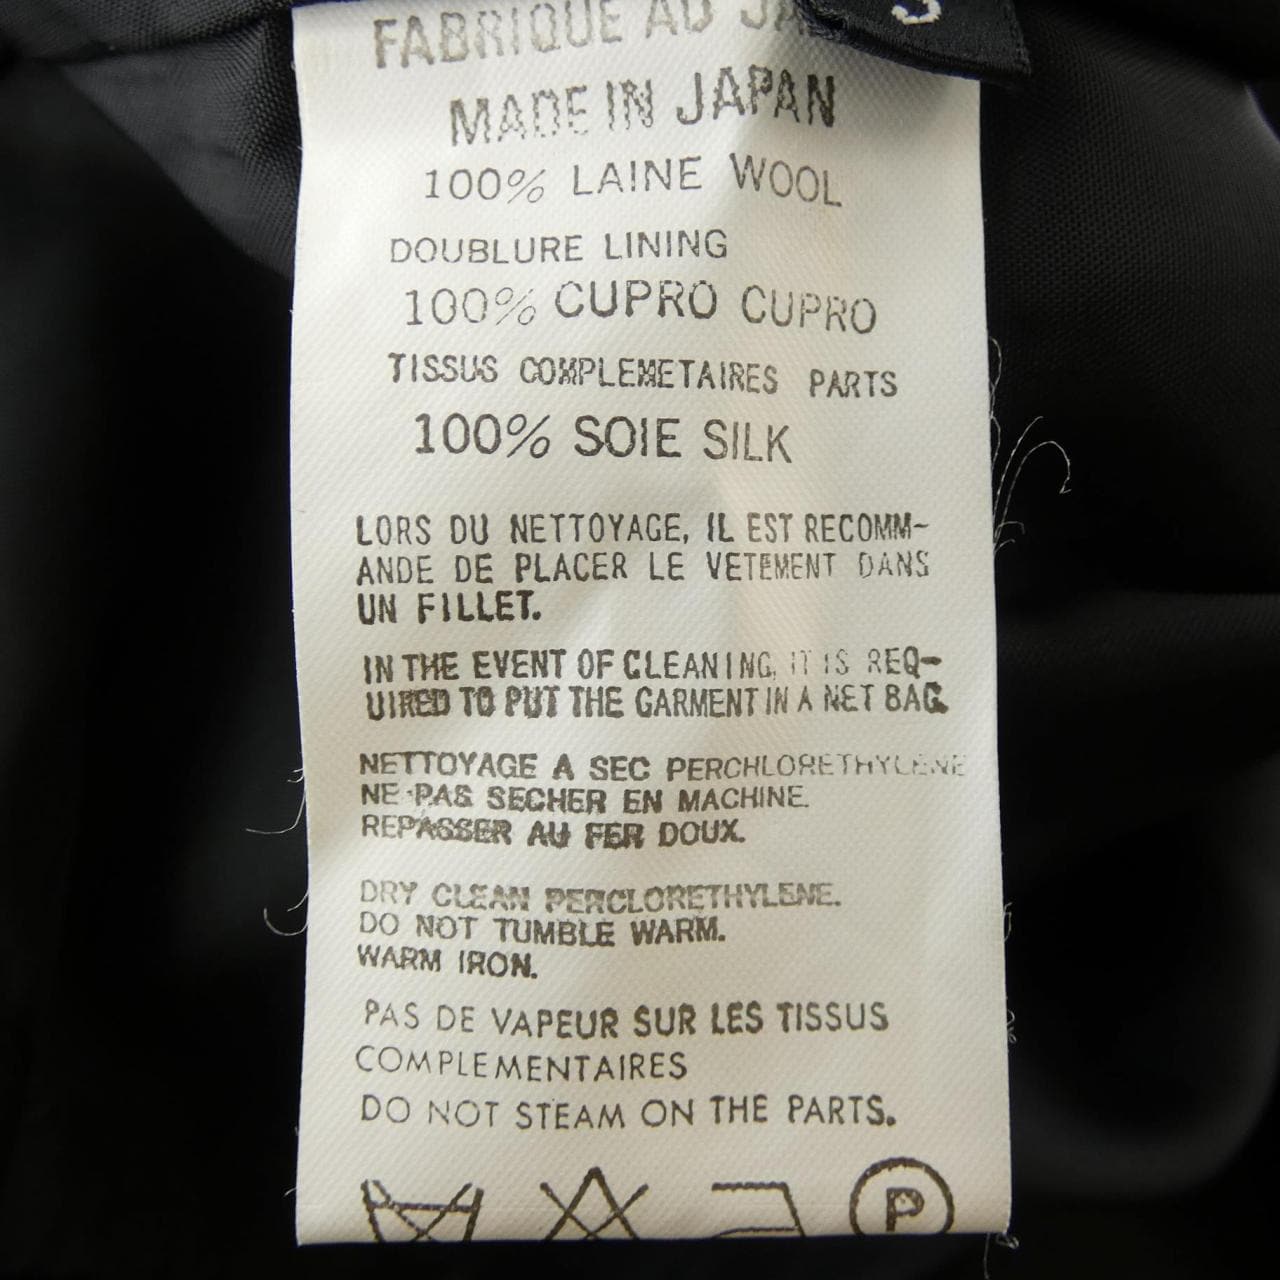 FABRIQUE AU
MADE IN JAPAN
100% LAINE WOOL
DOUBLURE LINING
100% CUPRO CUPRO
TISSUS COMPLEMETAIRES PARTS
100% SOIE SILK
LORS DU NETTOYAGE, IL EST RECOMM-
ANDE DE PLACER LE VETEMENT DANS
UN FILLET.
IN THE EVENT OF CLEANING, IT IS REQ-
UIRED TO PUT THE GARMENT IN A NET BAG.
NETTOYAGE A SEC PERCHLORETHYLENE
NE PAS SECHER EN MACHINE.
REPASSER AU FER DOUX.
DRY CLEAN PERCLORETHYLENE.
DO NOT TUMBLE WARM.
WARM IRON.
PAS DE VAPEUR SUR LES TISSUS
COMPLEMENTAIRES
DO NOT STEAM ON THE PARTS.
P